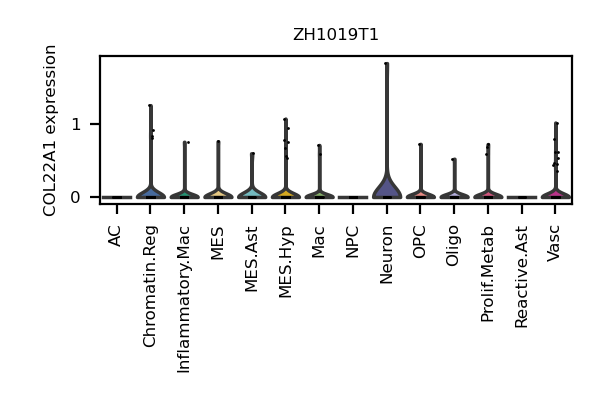 ZH1019T1
COL22A1 expression
1
0
AC
Chromatin.Reg
Inflammatory.Mac
MES
MES.Ast
MES.Hyp
Mac
NPC
Neuron
OPC
Oligo
Prolif.Metab
Reactive.Ast
Vasc